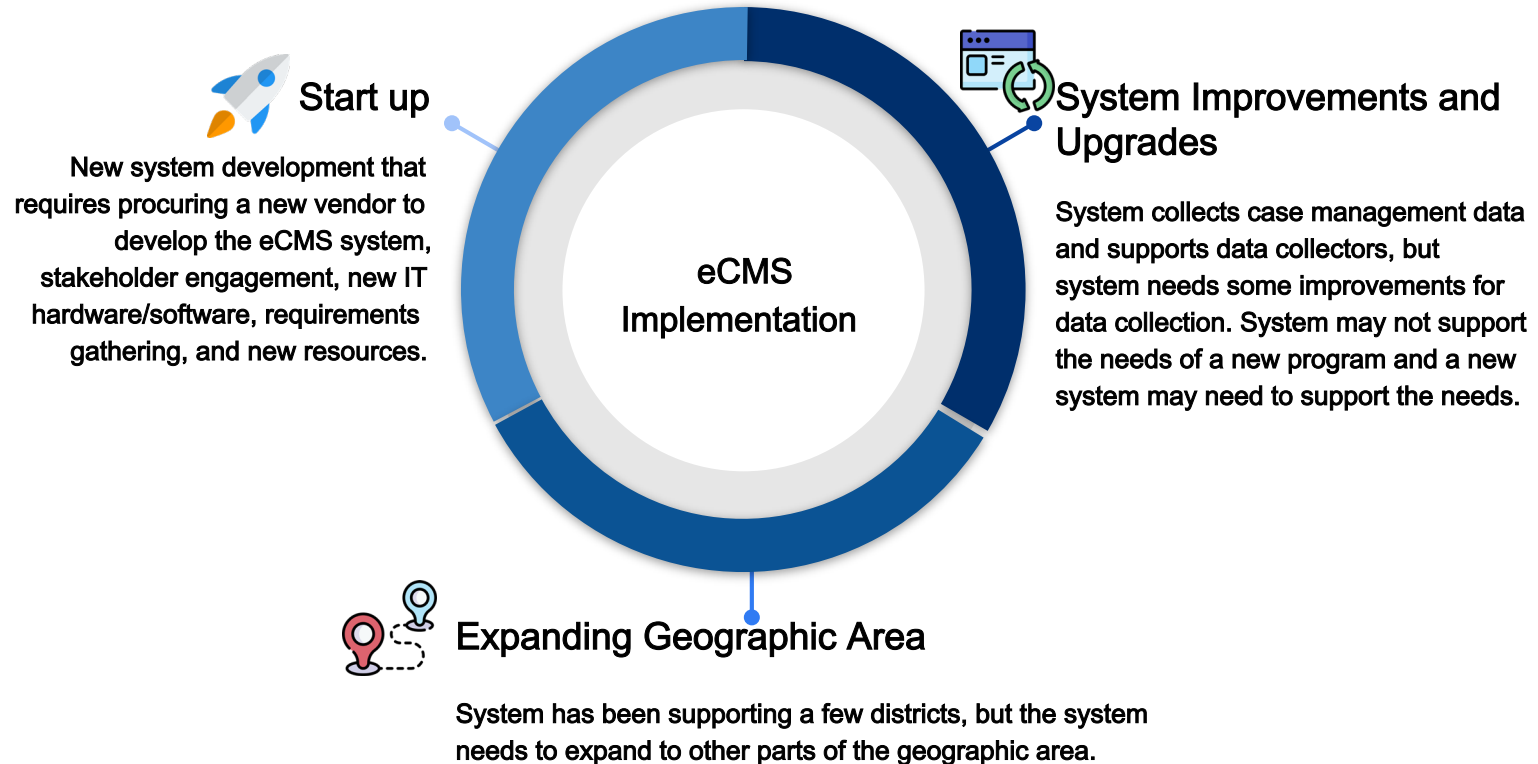 Start up
New system development that
requires procuring a new vendor to
develop the eCMS system,
stakeholder engagement, new IT
hardware/software, requirements
gathering, and new resources.
eCMS
Implementation
System Improvements and
Upgrades
System collects case management data
and supports data collectors, but
system needs some improvements for
data collection. System may not support
the needs of a new program and a new
system may need to support the needs.
Expanding Geographic Area
System has been supporting a few districts, but the system
needs to expand to other parts of the geographic area.